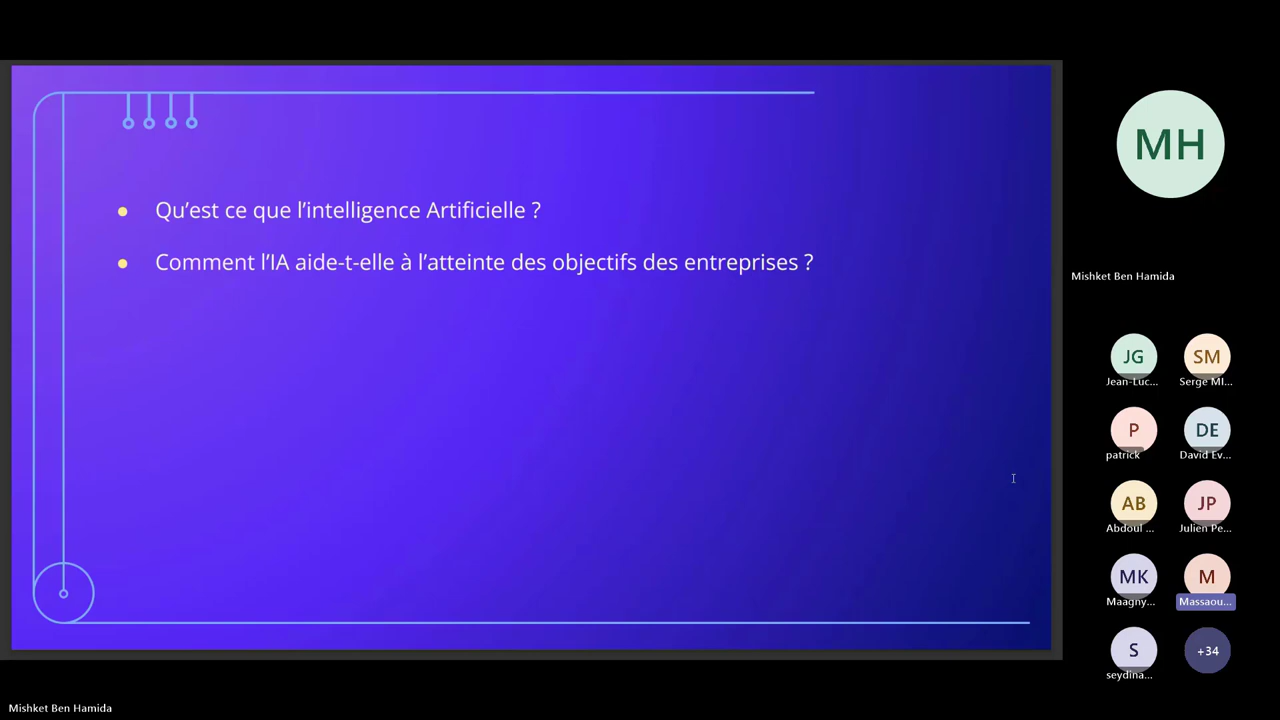 Qu’est ce que l’intelligence Artificielle ?
Comment l’IA aide-t-elle à l’atteinte des objectifs des entreprises ?
MH
Mishket Ben Hamida
JG
SM
Jean-Luc...
Serge MI...
P
DE
patrick
David Ev...
AB
JP
Abdoul ...
Julien Pe...
MK
M
Maagny...
Massaou...
S
+34
seydina...
Mishket Ben Hamida